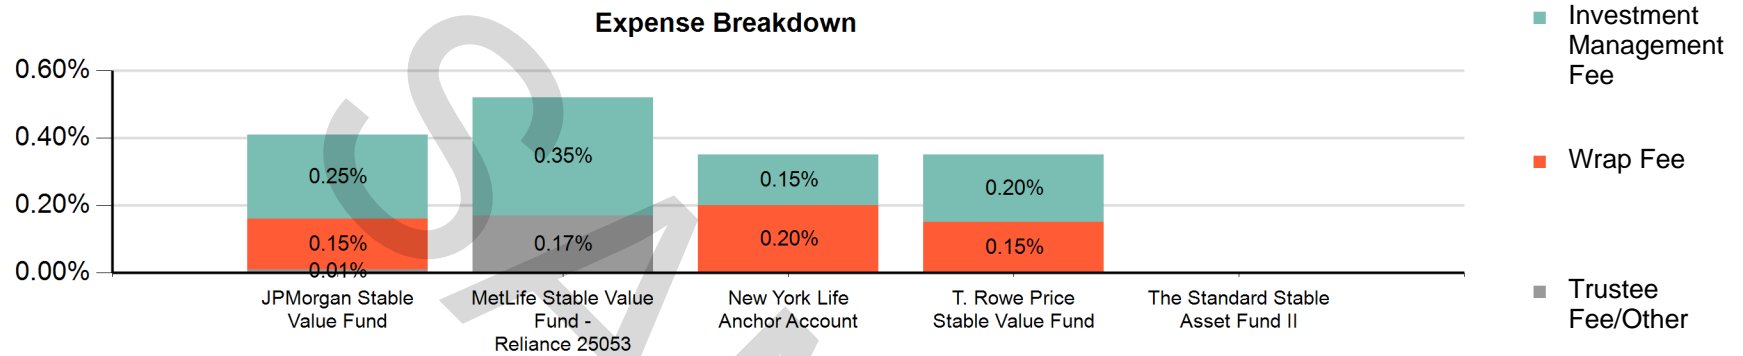 Expense Breakdown
Investment
Management
Fee
Wrap Fee
Trustee
Fee/Other
0.60%
0.40%
0.20%
0.00%
0.25%
0.15%
0.01%
0.35%
0.17%
0.15%
0.20%
0.20%
0.15%
JPMorgan Stable
Value Fund
MetLife Stable Value
Fund -
Reliance 25053
New York Life
Anchor Account
T. Rowe Price
Stable Value Fund
The Standard Stable
Asset Fund II